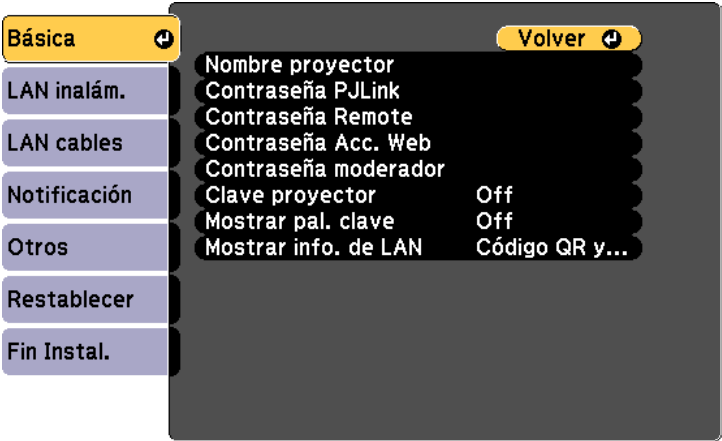 Básica
LAN inalám.
LAN cables
Notificación
Otros
Restablecer
Fin Instal.
Volver
Nombre proyector
Contraseña PJLink
Contraseña Remote
Contraseña Acc. Web
Contraseña moderador
Clave proyector Off
Mostrar pal. clave Off
Mostrar info. de LAN Código QR y...